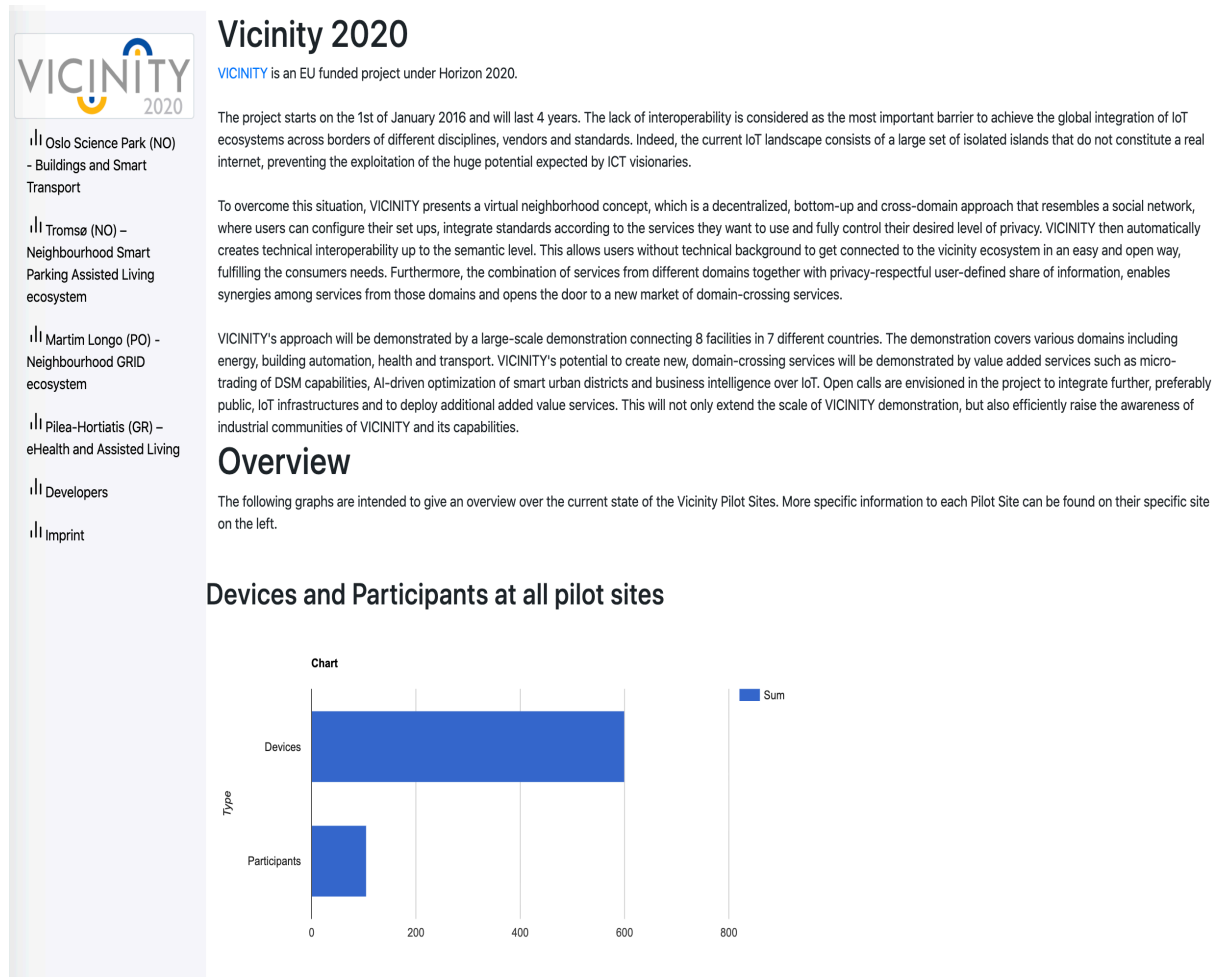 VICINITY
2020
Oslo Science Park (NO)
- Buildings and Smart
Transport
Tromsø (NO) –
Neighbourhood Smart
Parking Assisted Living
ecosystem
Martim Longo (PO) -
Neighbourhood GRID
ecosystem
Pilea-Hortiatis (GR) –
eHealth and Assisted Living
Developers
Imprint
Vicinity 2020
VICINITY is an EU funded project under Horizon 2020.
The project starts on the 1st of January 2016 and will last 4 years. The lack of interoperability is considered as the most important barrier to achieve the global integration of IoT
ecosystems across borders of different disciplines, vendors and standards. Indeed, the current IoT landscape consists of a large set of isolated islands that do not constitute a real
internet, preventing the exploitation of the huge potential expected by ICT visionaries.
To overcome this situation, VICINITY presents a virtual neighborhood concept, which is a decentralized, bottom-up and cross-domain approach that resembles a social network,
where users can configure their set ups, integrate standards according to the services they want to use and fully control their desired level of privacy. VICINITY then automatically
creates technical interoperability up to the semantic level. This allows users without technical background to get connected to the vicinity ecosystem in an easy and open way,
fulfilling the consumers needs. Furthermore, the combination of services from different domains together with privacy-respectful user-defined share of information, enables
synergies among services from those domains and opens the door to a new market of domain-crossing services.
VICINITY's approach will be demonstrated by a large-scale demonstration connecting 8 facilities in 7 different countries. The demonstration covers various domains including
energy, building automation, health and transport. VICINITY's potential to create new, domain-crossing services will be demonstrated by value added services such as micro-
trading of DSM capabilities, AI-driven optimization of smart urban districts and business intelligence over IoT. Open calls are envisioned in the project to integrate further, preferably
public, IoT infrastructures and to deploy additional added value services. This will not only extend the scale of VICINITY demonstration, but also efficiently raise the awareness of
industrial communities of VICINITY and its capabilities.
Overview
The following graphs are intended to give an overview over the current state of the Vicinity Pilot Sites. More specific information to each Pilot Site can be found on their specific site
on the left.
Devices and Participants at all pilot sites
Chart
Sum
Devices
Type
Participants
0 200 400 600 800